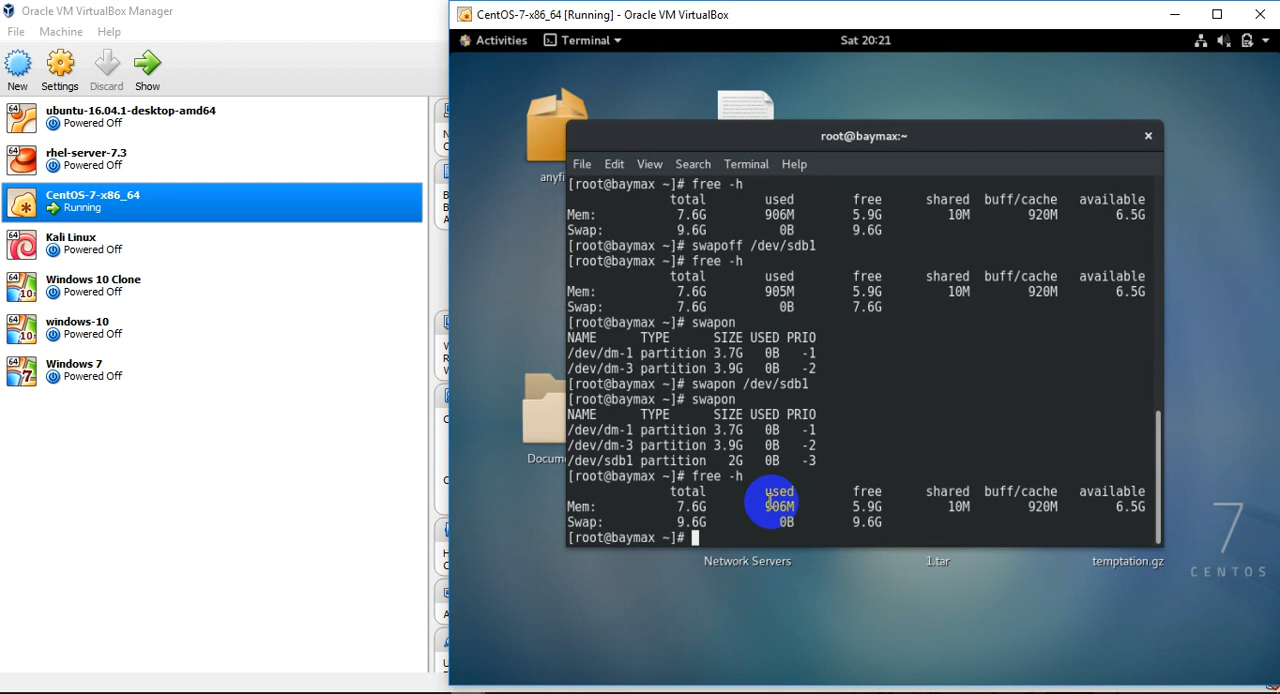 Oracle VM VirtualBox Manager
File Machine Help
New Settings Discard Show
64 ubuntu-16.04.1-desktop-amd64
Powered Off
64 rhel-server-7.3
Powered Off
64 CentOS-7-x86_64
Running
64 Kali Linux
Powered Off
64 Windows 10 Clone
10 Powered Off
64 windows-10
10 Powered Off
64 Windows 7
7 Powered Off
CentOS-7-x86_64 [Running] - Oracle VM VirtualBox
Activities Terminal Sat 20:21
anyfi
root@baymax:~
File Edit View Search Terminal Help
[root@baymax ~]# free -h
total used free shared buff/cache available
Mem: 7.6G 906M 5.9G 10M 920M 6.5G
Swap: 9.6G 0B 9.6G
[root@baymax ~]# swapoff /dev/sdb1
[root@baymax ~]# free -h
total used free shared buff/cache available
Mem: 7.6G 905M 5.9G 10M 920M 6.5G
Swap: 7.6G 0B 7.6G
[root@baymax ~]# swapon
NAME TYPE SIZE USED PRIO
/dev/dm-1 partition 3.7G 0B -1
/dev/dm-3 partition 3.9G 0B -2
[root@baymax ~]# swapon /dev/sdb1
[root@baymax ~]# swapon
NAME TYPE SIZE USED PRIO
/dev/dm-1 partition 3.7G 0B -1
/dev/dm-3 partition 3.9G 0B -2
/dev/sdb1 partition 2G 0B -3
[root@baymax ~]# free -h
total used free shared buff/cache available
Mem: 7.6G 906M 5.9G 10M 920M 6.5G
Swap: 9.6G 0B 9.6G
[root@baymax ~]#
Docum
Network Servers 1.tar temptation.gz
7
CENTOS